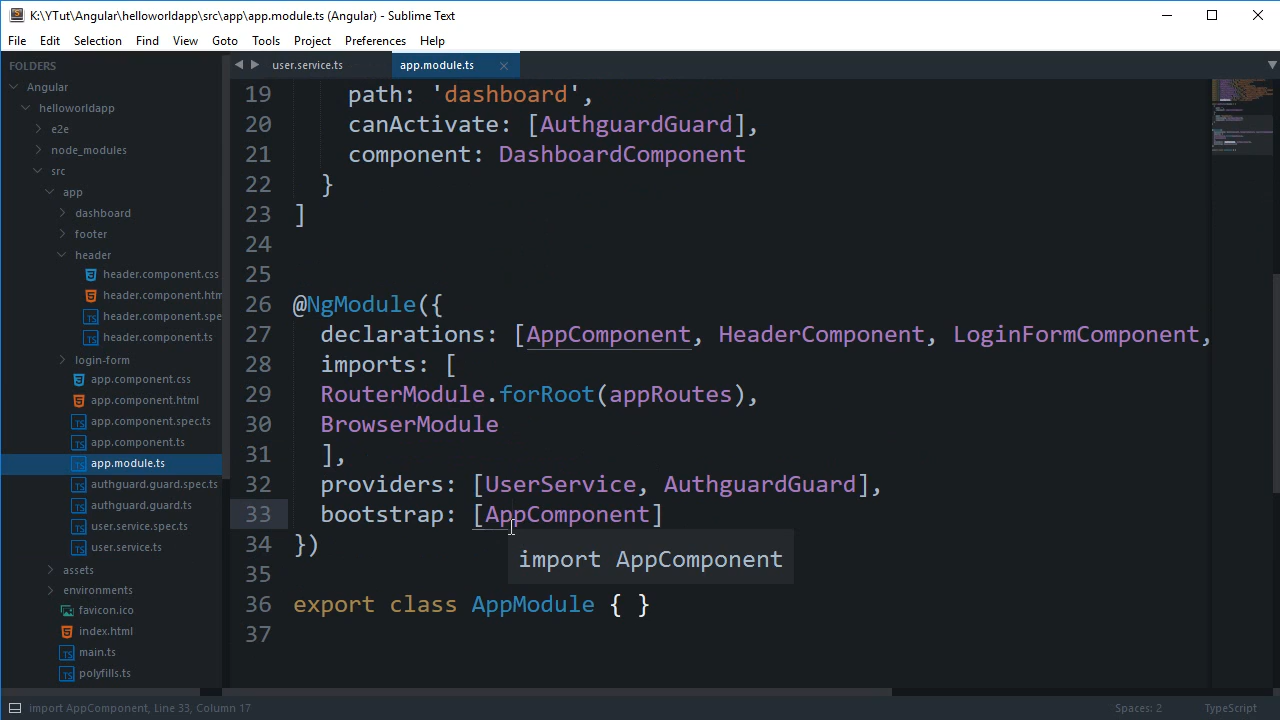 K:\YTut\Angular\helloworldapp\src\app\app.module.ts (Angular) - Sublime Text
File Edit Selection Find View Goto Tools Project Preferences Help
FOLDERS
Angular
helloworldapp
e2e
node_modules
src
app
dashboard
footer
header
header.component.css
header.component.htm
header.component.spe
header.component.ts
login-form
app.component.css
app.component.html
app.component.spec.ts
app.component.ts
app.module.ts
authguard.guard.spec.ts
authguard.guard.ts
user.service.spec.ts
user.service.ts
assets
environments
favicon.ico
index.html
main.ts
polyfills.ts
user.service.ts app.module.ts
19 path: 'dashboard',
20 canActivate: [AuthguardGuard],
21 component: DashboardComponent
22 }
23 ]
24
25
26 @NgModule({
27 declarations: [AppComponent, HeaderComponent, LoginFormComponent,
28 imports: [
29 RouterModule.forRoot(appRoutes),
30 BrowserModule
31 ],
32 providers: [UserService, AuthguardGuard],
33 bootstrap: [AppComponent]
34 })
import AppComponent
35
36 export class AppModule { }
37
import AppComponent, Line 33, Column 17
Spaces: 2 TypeScript